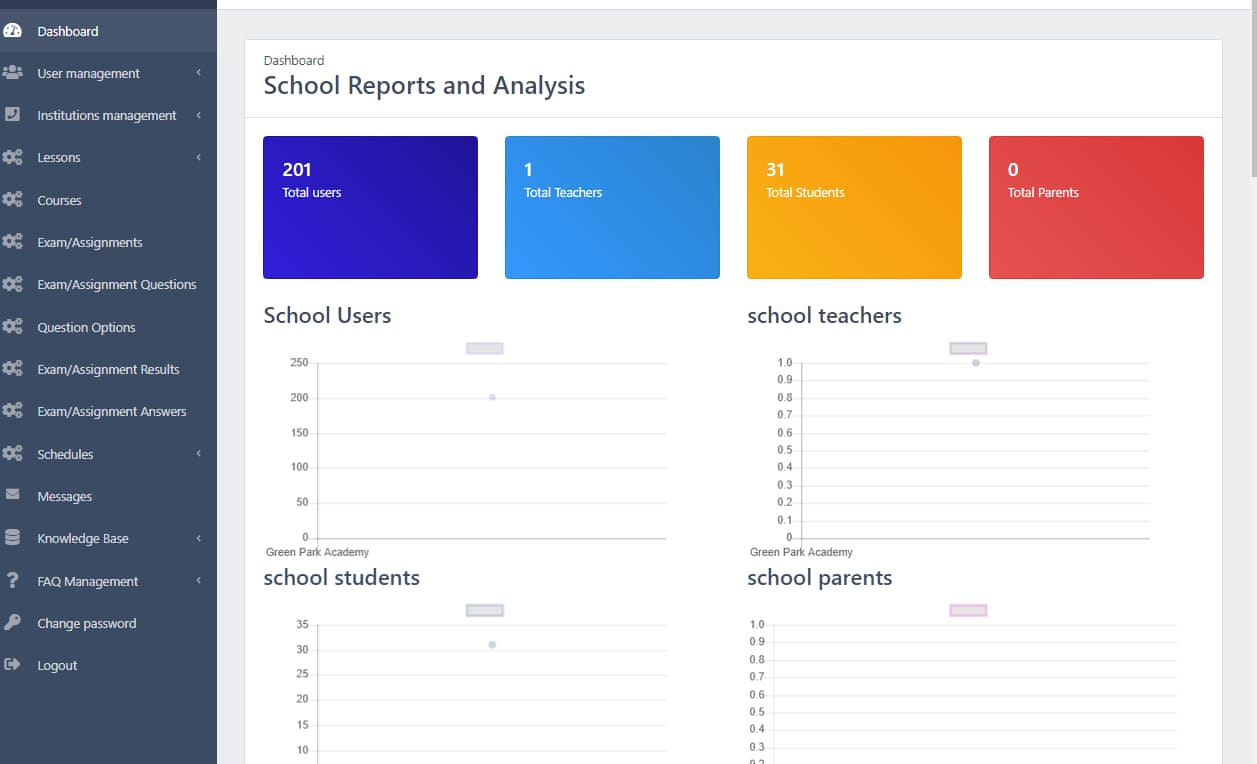 Dashboard
User management
Institutions management
Lessons
Courses
Exam/Assignments
Exam/Assignment Questions
Question Options
Exam/Assignment Results
Exam/Assignment Answers
Schedules
Messages
Knowledge Base
FAQ Management
Change password
Logout
Dashboard
School Reports and Analysis
201
Total users
1
Total Teachers
31
Total Students
0
Total Parents
School Users
250
200
150
100
50
0
Green Park Academy
school teachers
1.0
0.9
0.8
0.7
0.6
0.5
0.4
0.3
0.2
0.1
0
Green Park Academy
school students
35
30
25
20
15
10
school parents
1.0
0.9
0.8
0.7
0.6
0.5
0.4
0.3